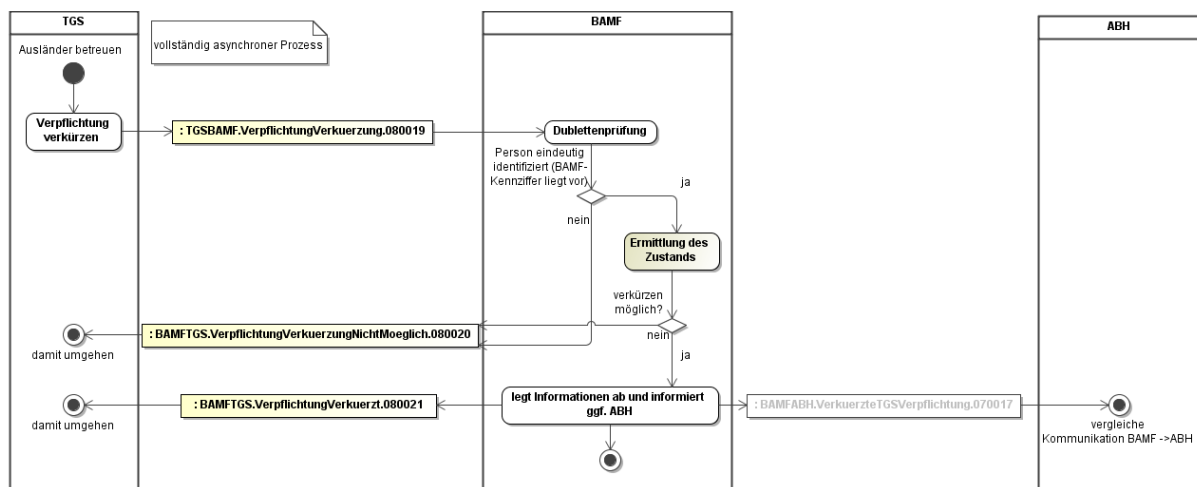 TGS
BAMF
ABH
Ausländer betreuen
vollständig asynchroner Prozess
Verpflichtung
verkürzen
: TGSBAMF.VerpflichtungVerkuerzung.080019
Dublettenprüfung
Person eindeutig
identifiziert (BAMF-
Kennziffer liegt vor)
ja
nein
Ermittlung des
Zustands
verkürzen
möglich?
nein
ja
: BAMFTGS.VerpflichtungVerkuerzungNichtMoeglich.080020
damit umgehen
legt Informationen ab und informiert
ggf. ABH
: BAMFTGS.VerpflichtungVerkuerzt.080021
damit umgehen
: BAMFABH.VerkuerzteTGSVerpflichtung.070017
vergleiche
Kommunikation BAMF ->ABH